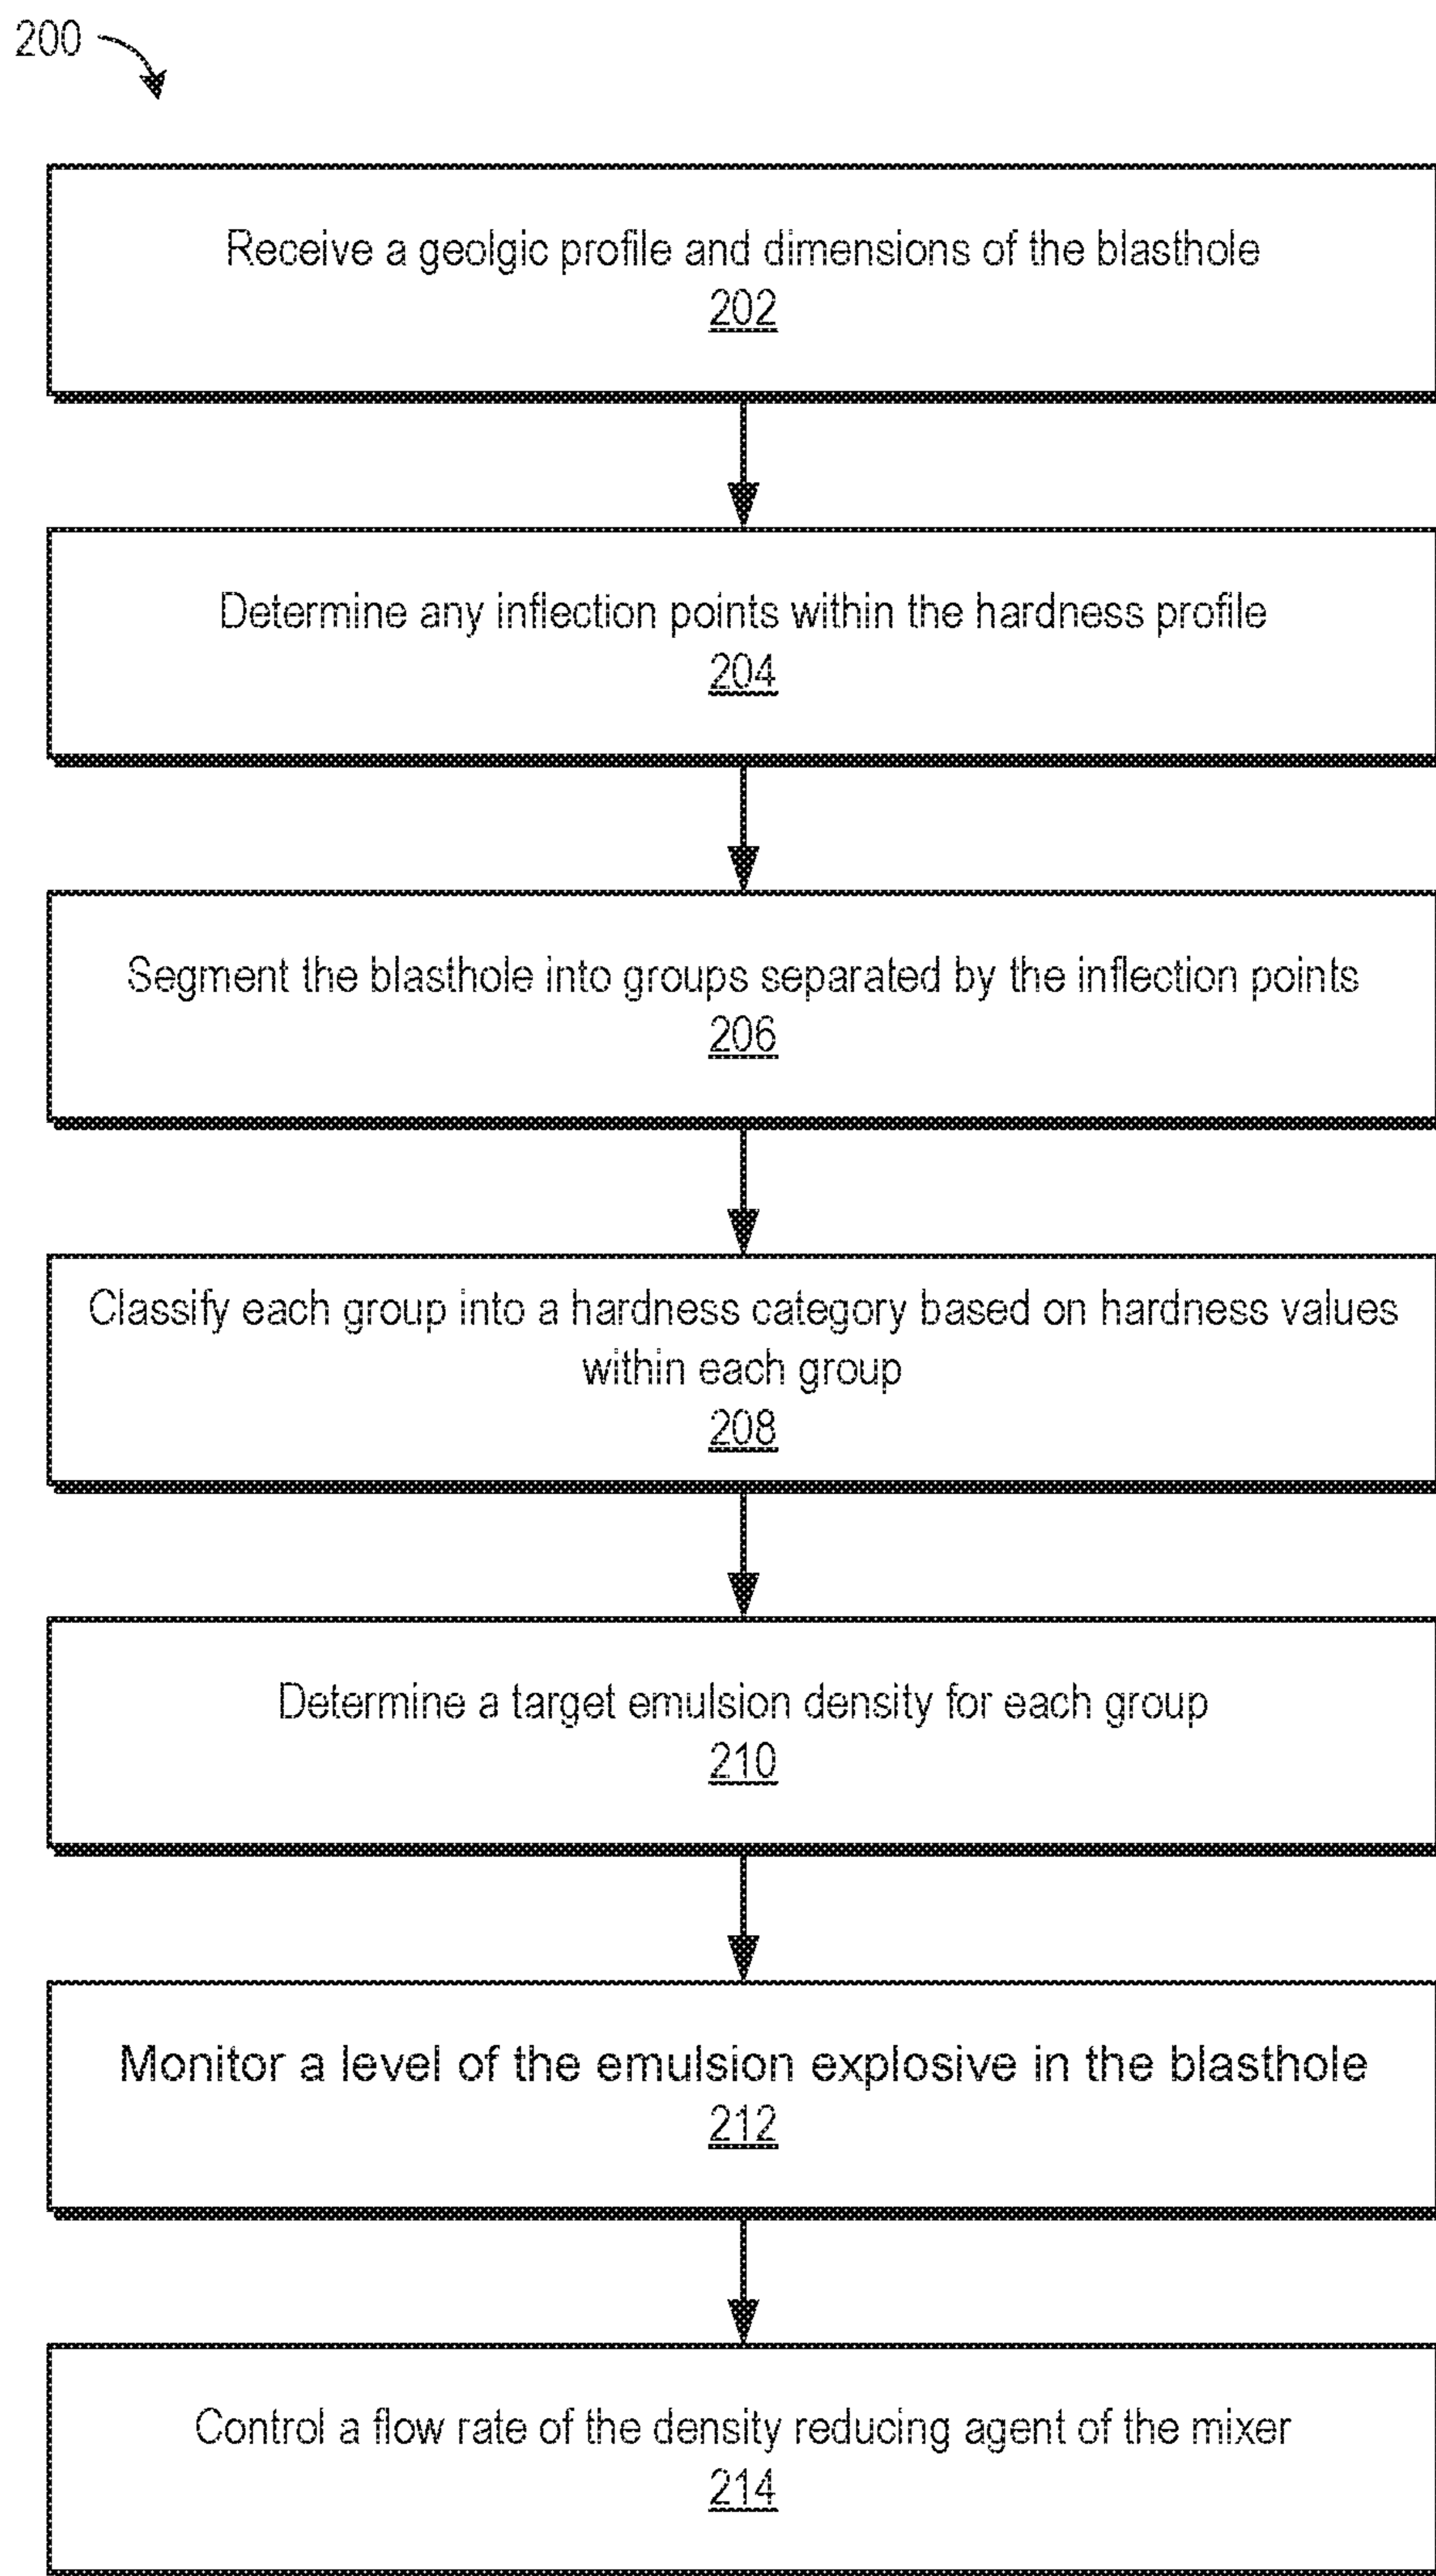 200
Receive a geolgic profile and dimensions of the blasthole
202
Determine any inflection points within the hardness profile
204
Segment the blasthole into groups separated by the inflection points
206
Classify each group into a hardness category based on hardness values
within each group
208
Determine a target emulsion density for each group
210
Monitor a level of the emulsion explosive in the blasthole
212
Control a flow rate of the density reducing agent of the mixer
214